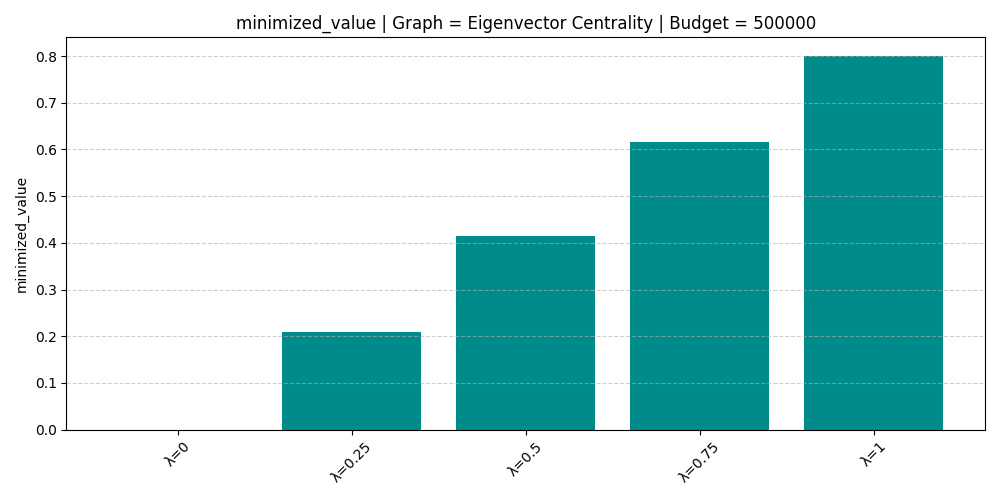 minimized_value | Graph = Eigenvector Centrality | Budget = 500000
minimized_value
0.8
0.7
0.6
0.5
0.4
0.3
0.2
0.1
0.0
λ=0
λ=0.25
λ=0.5
λ=0.75
λ=1